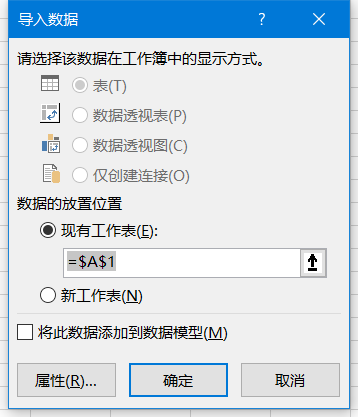 导入数据 ? ×
请选择该数据在工作簿中的显示方式。
表(T)
数据透视表(P)
数据透视图(C)
仅创建连接(O)
数据的放置位置
现有工作表(E):
=$A$1
新工作表(N)
将此数据添加到数据模型(M)
属性(R)... 确定 取消